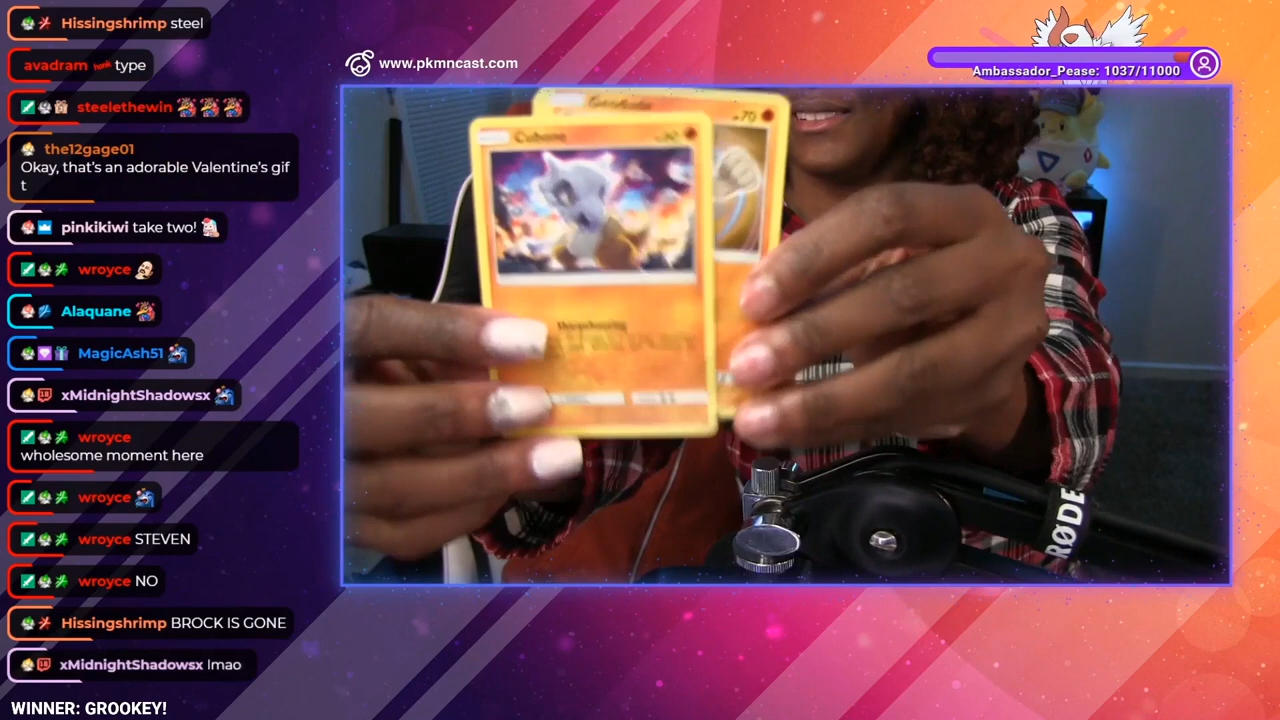 Hissingshrimp steel
avadram honk type
steelethewin
the12gage01
Okay, that's an adorable Valentine's gif
t
pinkikiwi take two!
wroyce
Alaquane
MagicAsh51
xMidnightShadowsx
wroyce
wholesome moment here
wroyce
wroyce STEVEN
wroyce NO
Hissingshrimp BROCK IS GONE
xMidnightShadowsx lmao
WINNER: GROOKEY!
www.pkmncast.com
Ambassador_Pease: 1037/11000
Cubone
70
RØDE